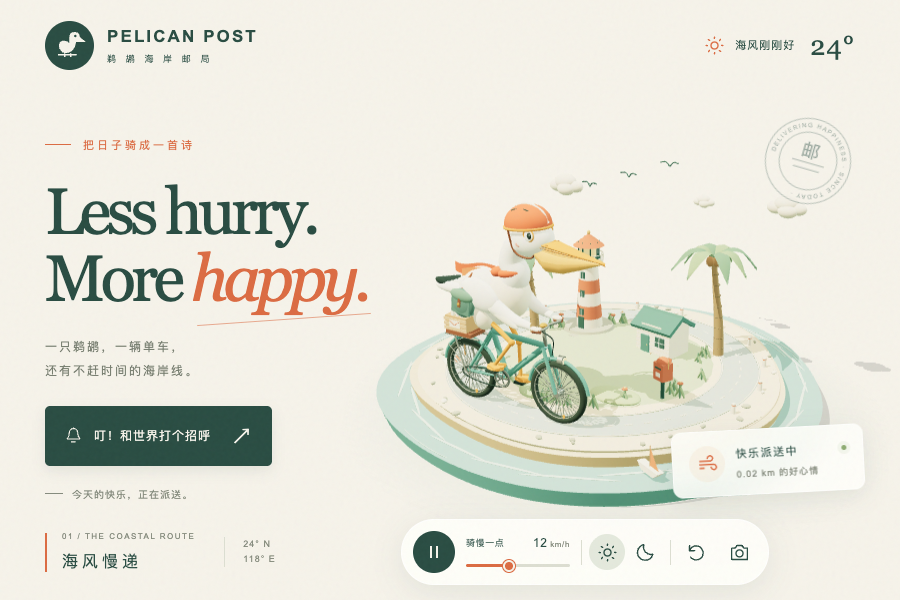 PELICAN POST
鹈鹕海岸邮局
海风刚刚好 24°
把日子骑成一首诗
DELIVERING HAPPINESS · SINCE TODAY ·
邮
Less hurry.
More happy.
一只鹈鹕，一辆单车，
还有不赶时间的海岸线。
叮！和世界打个招呼
今天的快乐，正在派送。
快乐派送中
0.02 km 的好心情
01 / THE COASTAL ROUTE
海风慢递
24° N
118° E
骑慢一点 12 km/h